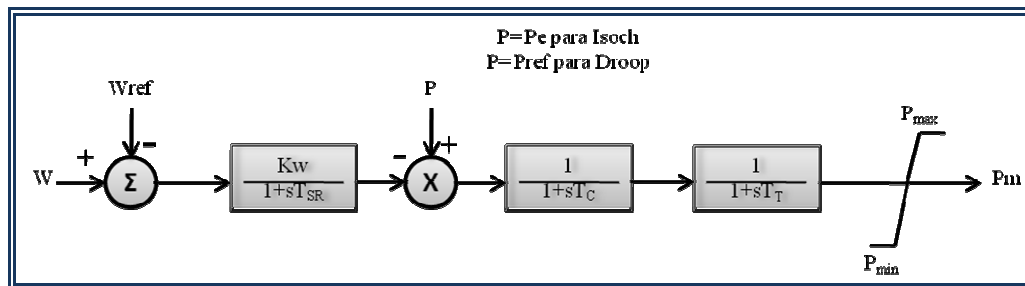 P=Pe para Isoch
P=Pref para Droop
Wref
P
Pmax
+
-
-
+
W
Σ
Kw
1+sTSR
X
1
1+sTC
1
1+sTT
Pm
Pmin